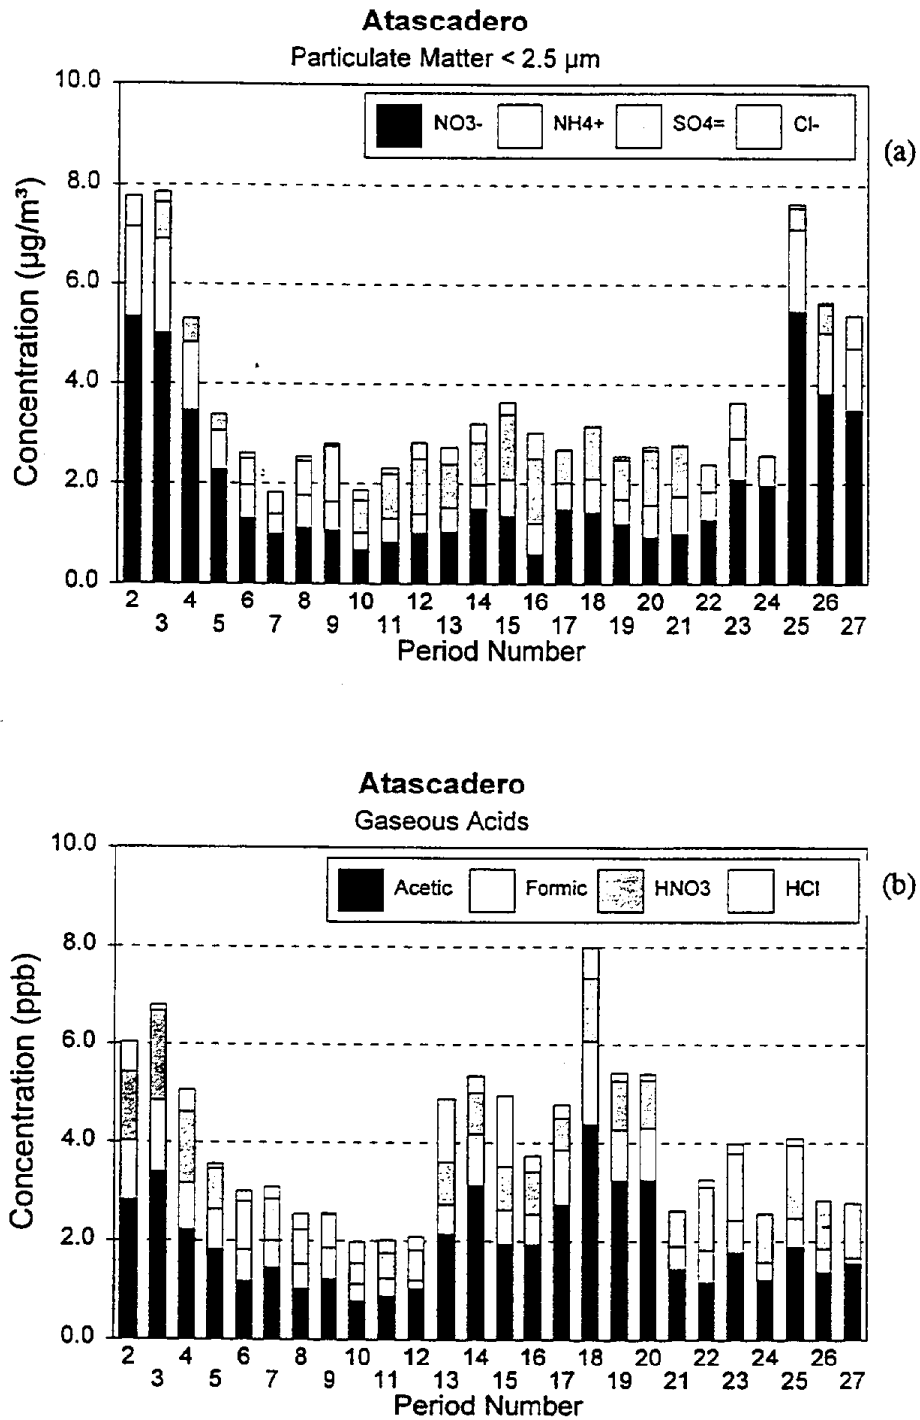 Atascadero
Particulate Matter < 2.5 µm
10.0
NO3-
NH4+
SO4=
Cl-
(a)
8.0
6.0
4.0
2.0
0.0
Concentration (µg/m³)
2 4 6 8 10 12 14 16 18 20 22 24 26
3 5 7 9 11 13 15 17 19 21 23 25 27
Period Number
Atascadero
Gaseous Acids
10.0
Acetic
Formic
HNO3
HCl
(b)
8.0
6.0
4.0
2.0
0.0
Concentration (ppb)
2 4 6 8 10 12 14 16 18 20 22 24 26
3 5 7 9 11 13 15 17 19 21 23 25 27
Period Number